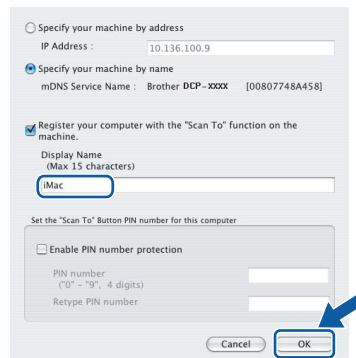 Specify your machine by address
IP Address : 10.136.100.9
Specify your machine by name
mDNS Service Name : Brother DCP-XXXX [00807748A458]
Register your computer with the "Scan To" function on the
machine.
Display Name
(Max 15 characters)
iMac
Set the "Scan To" Button PIN number for this computer
Enable PIN number protection
PIN number
("0" - "9", 4 digits)
Retype PIN number
Cancel OK